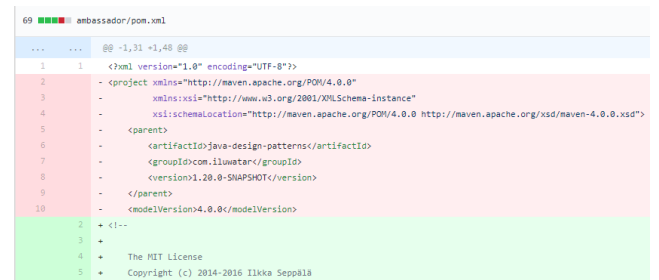 69 ambassador/pom.xml
... ... @@ -1,31 +1,48 @@
1 1 <?xml version="1.0" encoding="UTF-8"?>
2 - <project xmlns="http://maven.apache.org/POM/4.0.0"
3 - xmlns:xsi="http://www.w3.org/2001/XMLSchema-instance"
4 - xsi:schemaLocation="http://maven.apache.org/POM/4.0.0 http://maven.apache.org/xsd/maven-4.0.0.xsd">
5 - <parent>
6 - <artifactId>java-design-patterns</artifactId>
7 - <groupId>com.iluwatar</groupId>
8 - <version>1.20.0-SNAPSHOT</version>
9 - </parent>
10 - <modelVersion>4.0.0</modelVersion>
2 + <!--
3 +
4 + The MIT License
5 + Copyright (c) 2014-2016 Ilkka Seppälä